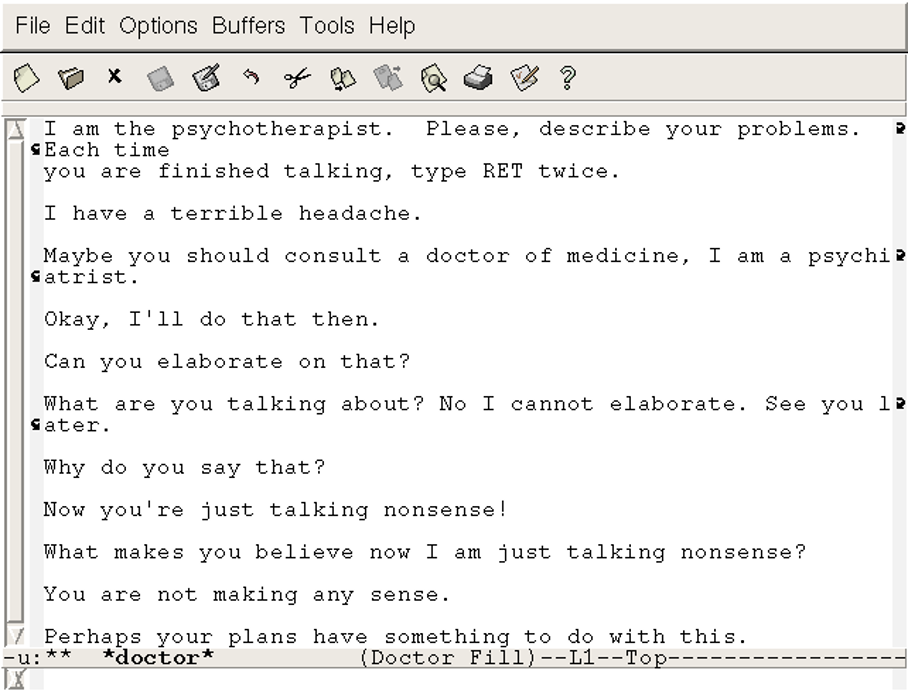 File Edit Options Buffers Tools Help
I am the psychotherapist.  Please, describe your problems.
Each time
you are finished talking, type RET twice.
I have a terrible headache.
Maybe you should consult a doctor of medicine, I am a psychi
atrist.
Okay, I'll do that then.
Can you elaborate on that?
What are you talking about? No I cannot elaborate. See you l
ater.
Why do you say that?
Now you're just talking nonsense!
What makes you believe now I am just talking nonsense?
You are not making any sense.
Perhaps your plans have something to do with this.
-u:**  *doctor*          (Doctor Fill)--L1--Top-----------------